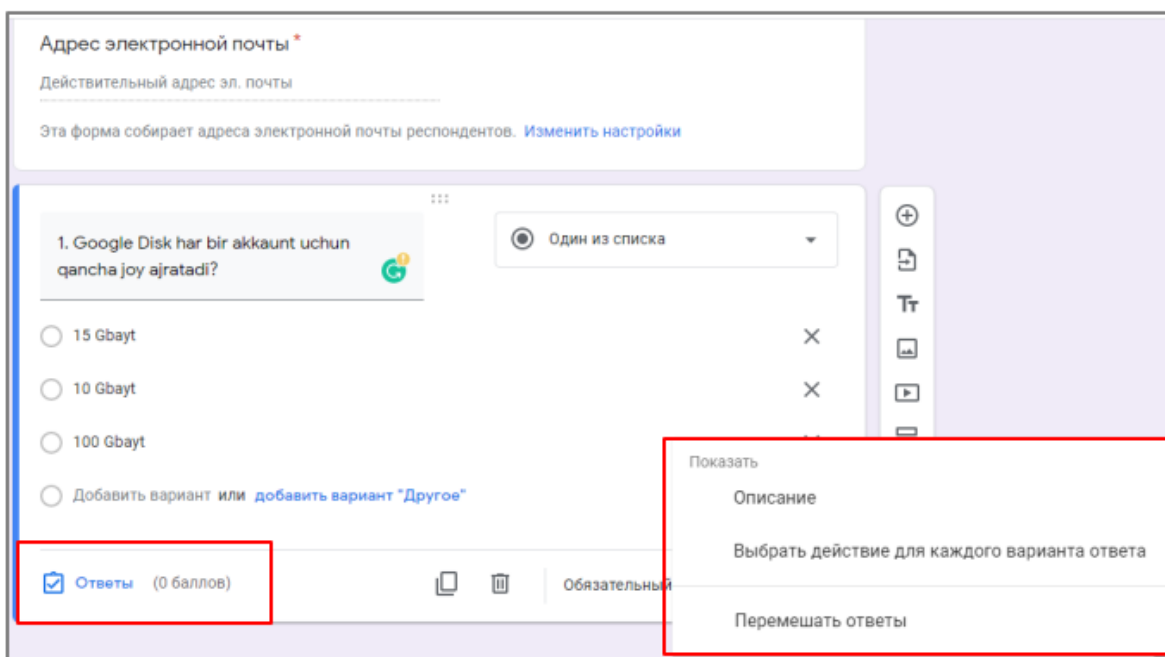 Адрес электронной почты *
Действительный адрес эл. почты
Эта форма собирает адреса электронной почты респондентов. Изменить настройки
1. Google Disk har bir akkaunt uchun
qancha joy ajratadi?
Один из списка
15 Gbayt
10 Gbayt
100 Gbayt
Добавить вариант или добавить вариант "Другое"
Ответы (0 баллов)
Обязательный
Показать
Описание
Выбрать действие для каждого варианта ответа
Перемешать ответы